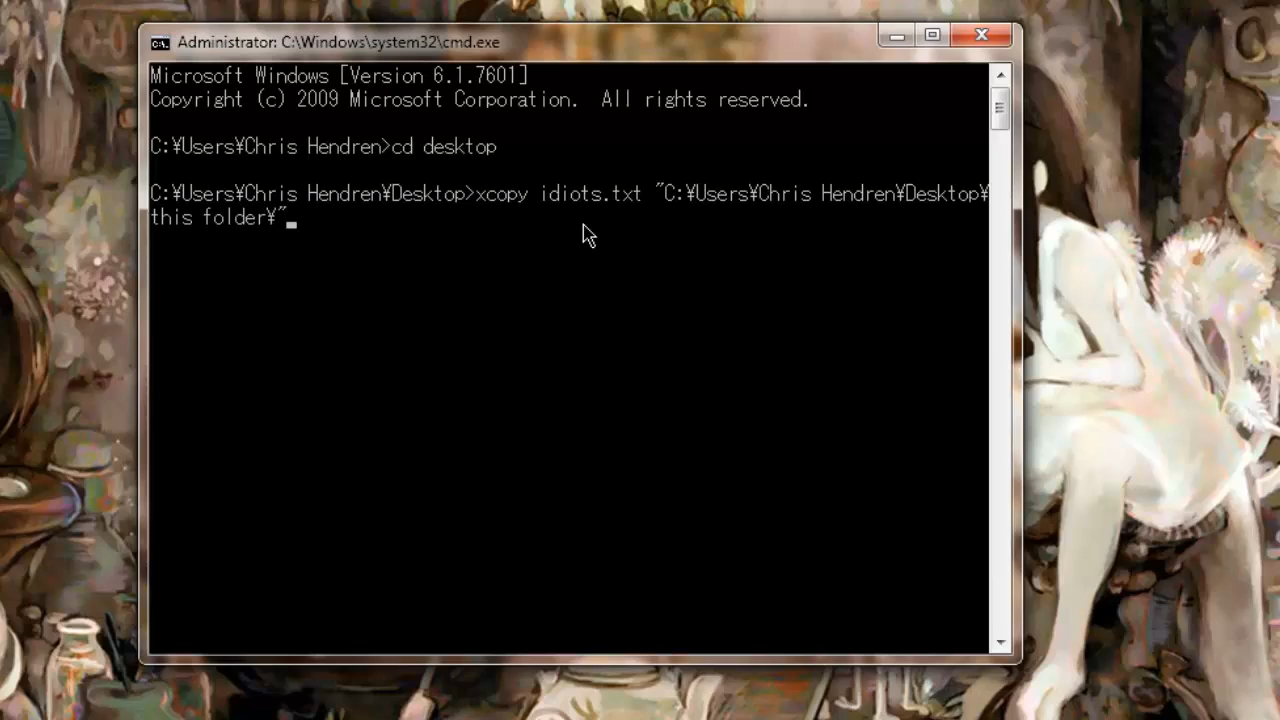 Administrator: C:\Windows\system32\cmd.exe
Microsoft Windows [Version 6.1.7601]
Copyright (c) 2009 Microsoft Corporation.  All rights reserved.
C:¥Users¥Chris Hendren>cd desktop
C:¥Users¥Chris Hendren¥Desktop>xcopy idiots.txt "C:¥Users¥Chris Hendren¥Desktop¥
this folder¥"